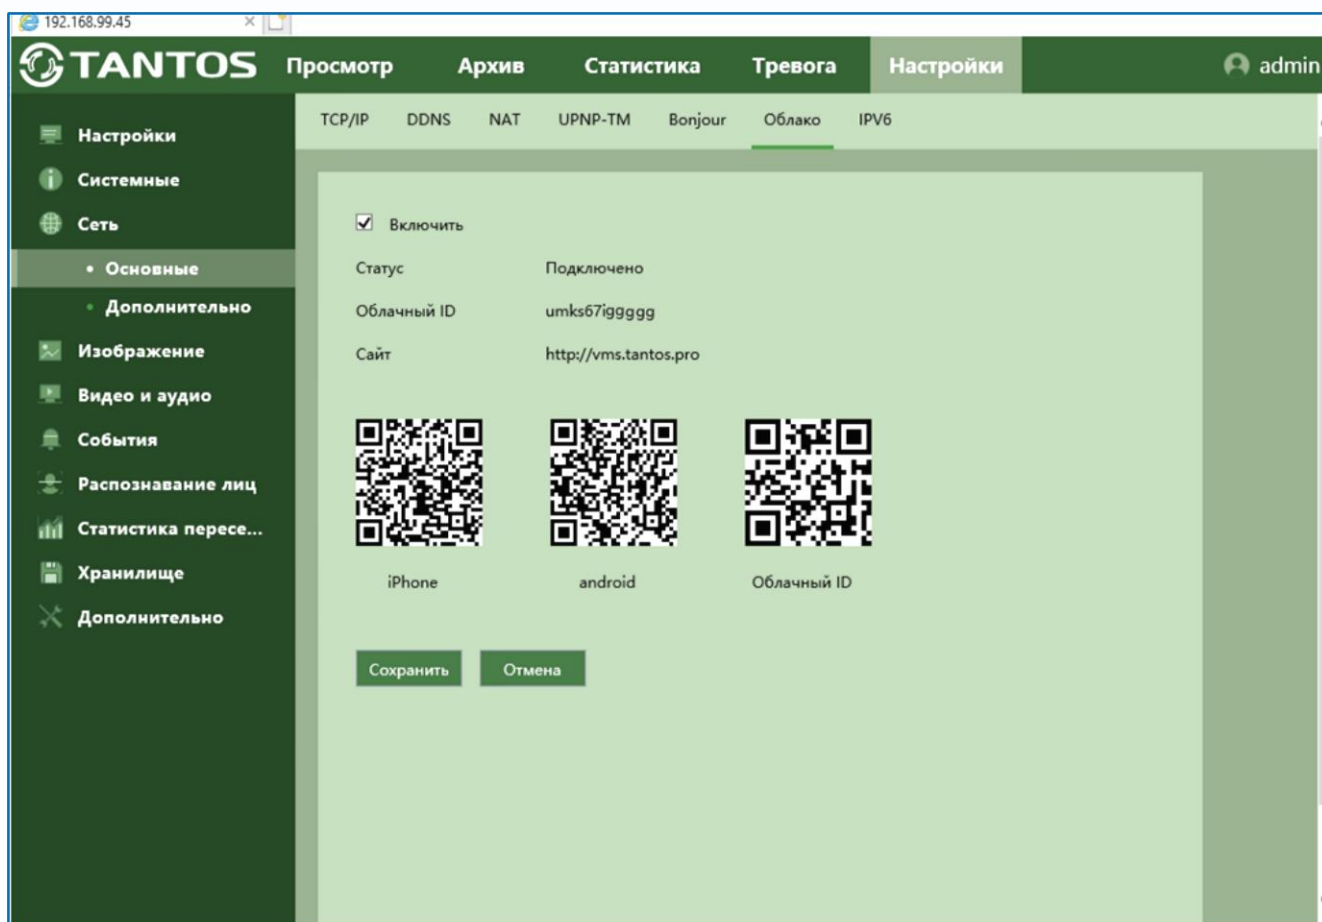 192.168.99.45
TANTOS Просмотр Архив Статистика Тревога Настройки admin
TCP/IP DDNS NAT UPNP-TM Bonjour Облако IPV6
Настройки
Системные
Сеть
• Основные
• Дополнительно
Изображение
Видео и аудио
События
Распознавание лиц
Статистика пересе...
Хранилище
Дополнительно
Включить
Статус Подключено
Облачный ID umks67iggggg
Сайт http://vms.tantos.pro
iPhone android Облачный ID
Сохранить Отмена